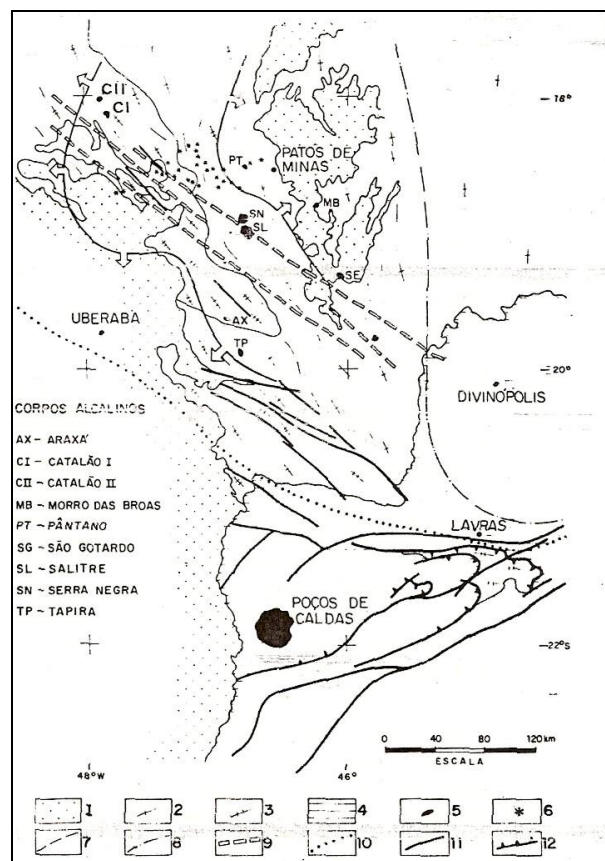 CII
CI
18°
PT
PATOS DE
MINAS
MB
SN
SL
SE
UBERABA
AX
TP
20°
DIVINÓPOLIS
CORPOS ALCALINOS
AX - ARAXÁ
CI - CATALÃO I
CII - CATALÃO II
MB - MORRO DAS BROAS
PT - PÂNTANO
SG - SÃO GOTARDO
SL - SALITRE
SN - SERRA NEGRA
TP - TAPIRA
LAVRAS
POÇOS DE
CALDAS
22°S
0 40 80 120 km
ESCALA
48°W
46°
1 2 3 4 5 6
7 8 9 10 11 12